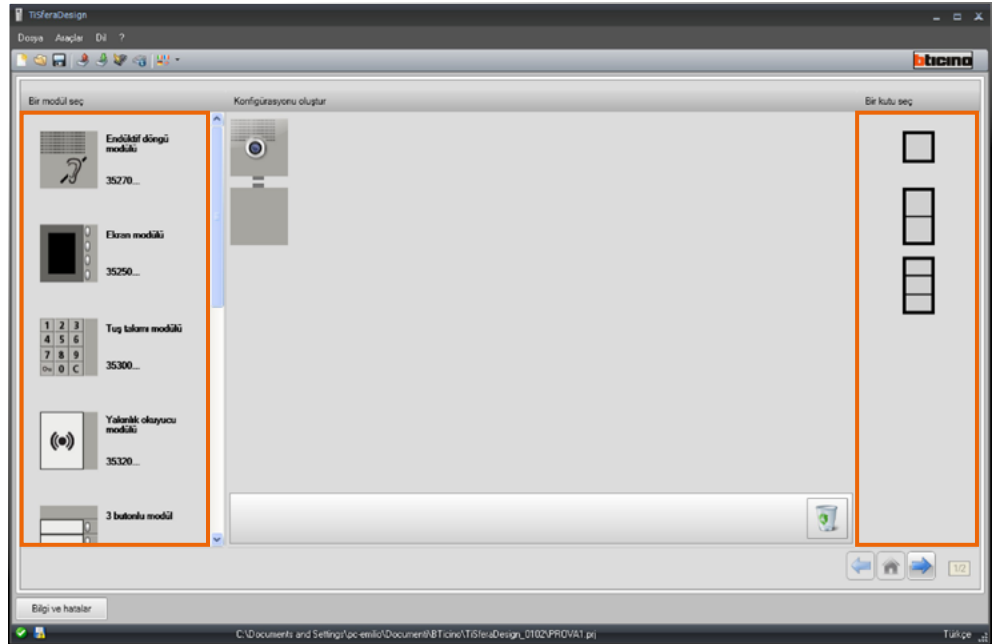 TiSferaDesign
Dosya Araçlar Dil ?
bticino
Bir modül seç
Konfigürasyonu oluştur
Bir kutu seç
Endüktif döngü
modülü
35270...
Ekran modülü
35250...
1 2 3
4 5 6
7 8 9
0 C
Tuş takımı modülü
35300...
Yakınlık okuyucu
modülü
35320...
3 butonlu modül
1/2
Bilgi ve hatalar
C:\Documents and Settings\pc-emilio\Documenti\BTicino\TiSferaDesign_0102\PROVA1.prj
Türkçe